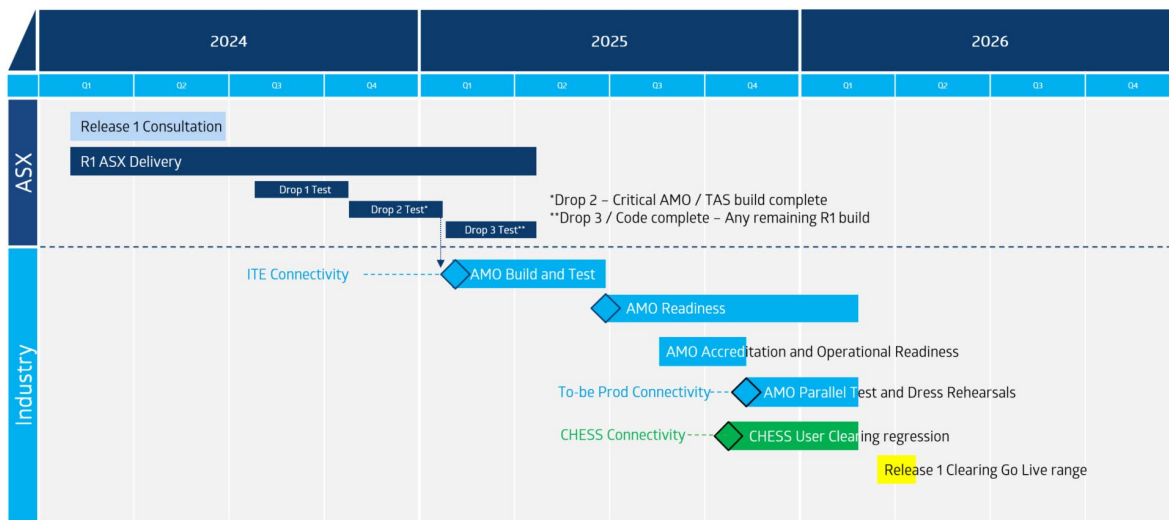 2024
2025
2026
Q1
Q2
Q3
Q4
Q1
Q2
Q3
Q4
Q1
Q2
Q3
Q4
ASX
Release 1 Consultation
R1 ASX Delivery
Drop 1 Test
Drop 2 Test*
Drop 3 Test**
*Drop 2 – Critical AMO / TAS build complete
**Drop 3 / Code complete – Any remaining R1 build
Industry
ITE Connectivity
AMO Build and Test
AMO Readiness
AMO Accreditation and Operational Readiness
To-be Prod Connectivity
AMO Parallel Test and Dress Rehearsals
CHESS Connectivity
CHESS User Clearing regression
Release 1 Clearing Go Live range